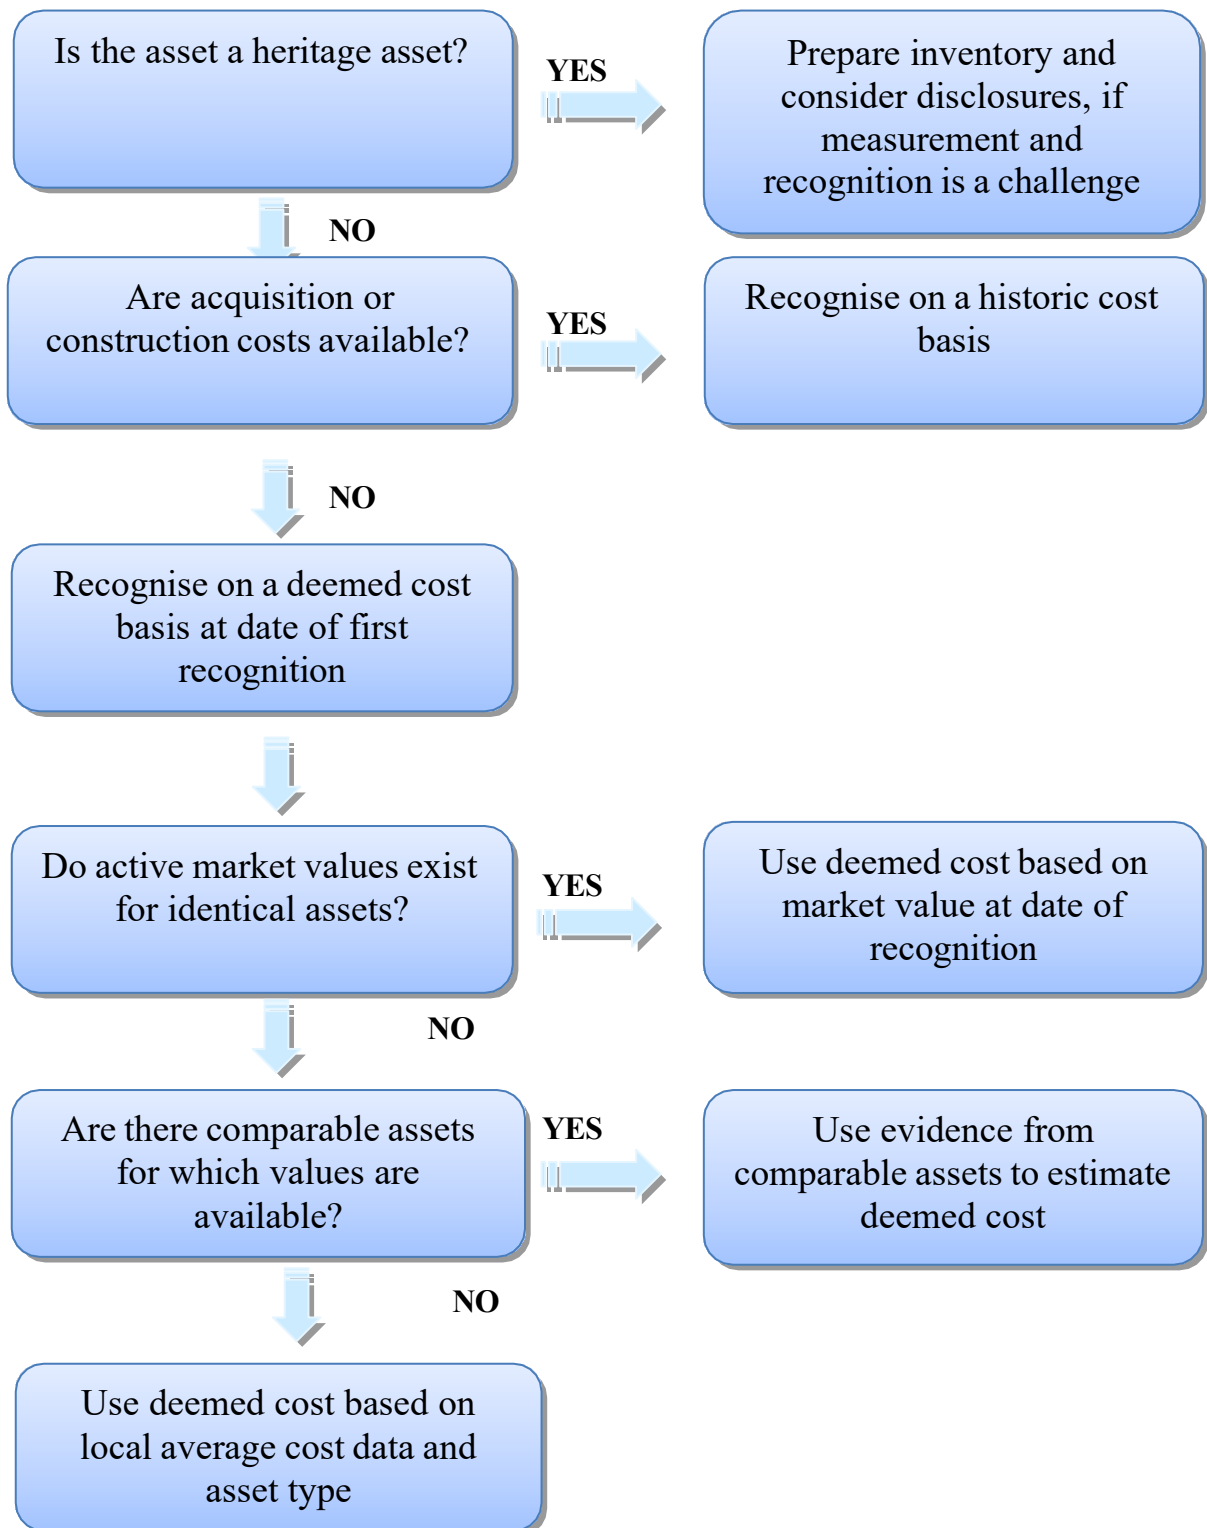 Is the asset a heritage asset?
YES
Prepare inventory and
consider disclosures, if
measurement and
recognition is a challenge
NO
Are acquisition or
construction costs available?
YES
Recognise on a historic cost
basis
NO
Recognise on a deemed cost
basis at date of first
recognition
Do active market values exist
for identical assets?
YES
Use deemed cost based on
market value at date of
recognition
NO
Are there comparable assets
for which values are
available?
YES
Use evidence from
comparable assets to estimate
deemed cost
NO
Use deemed cost based on
local average cost data and
asset type